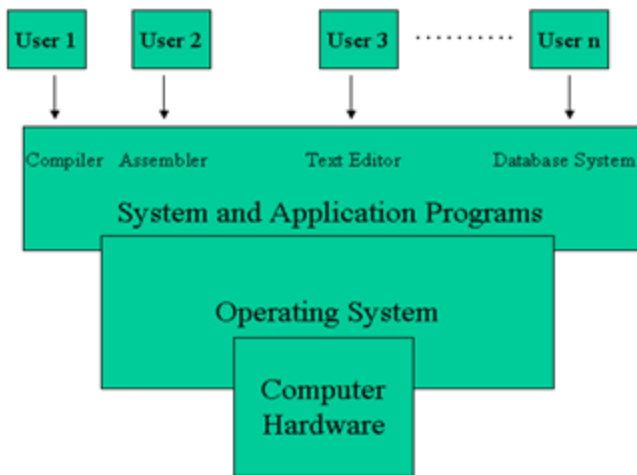 User 1 User 2 User 3 User n
Compiler Assembler Text Editor Database System
System and Application Programs
Operating System
Computer
Hardware